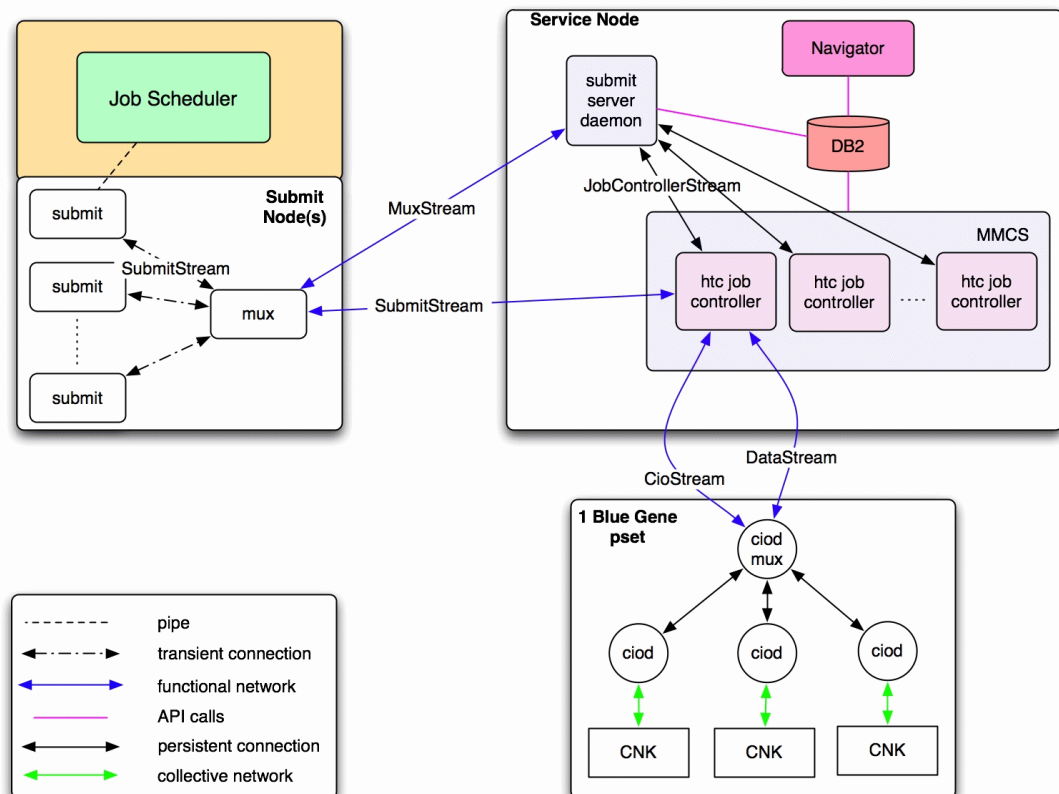 Job Scheduler
Submit
Node(s)
submit
SubmitStream
submit
mux
submit
MuxStream
SubmitStream
Service Node
submit
server
daemon
Navigator
DB2
JobControllerStream
MMCS
htc job
controller
htc job
controller
.....
htc job
controller
DataStream
CioStream
1 Blue Gene
pset
ciod
mux
ciod
ciod
ciod
CNK
CNK
CNK
pipe
transient connection
functional network
API calls
persistent connection
collective network